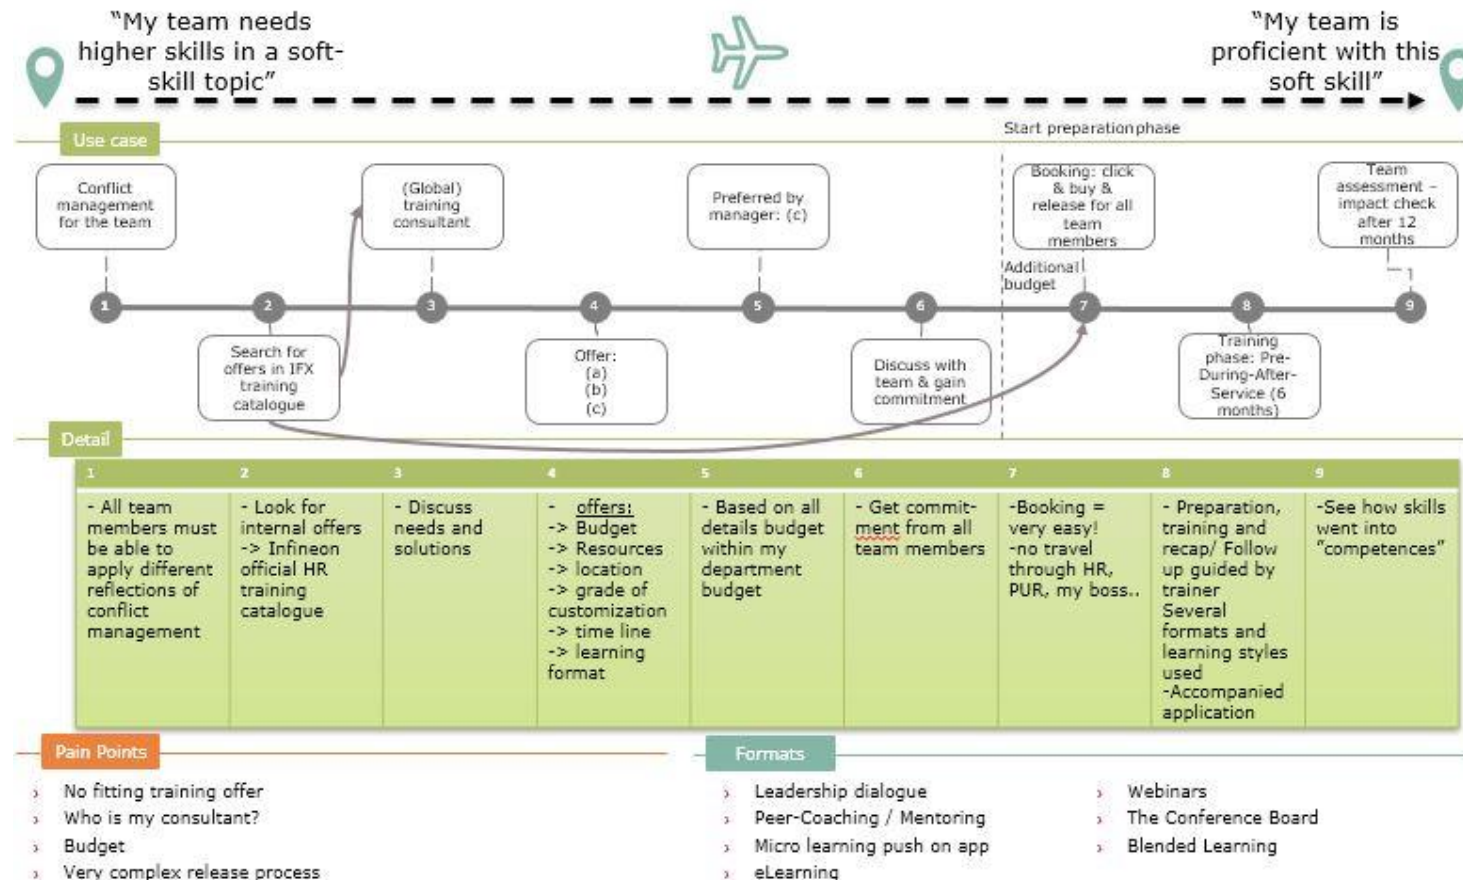 “My team needs
higher skills in a soft-
skill topic”
“My team is
proficient with this
soft skill”
Start preparation phase
Use case
Conflict
management
for the team
(Global)
training
consultant
Preferred by
manager: (c)
Booking: click
& buy &
release for all
team
members
Team
assessment –
impact check
after 12
months
Additional
budget
1
2
3
4
5
6
7
8
9
Search for
offers in IFX
training
catalogue
Offer:
(a)
(b)
(c)
Discuss with
team & gain
commitment
Training
phase: Pre-
During-After-
Service (6
months)
Detail
1
2
3
4
5
6
7
8
9
- All team
members must
be able to
apply different
reflections of
conflict
management
- Look for
internal offers
-> Infineon
official HR
training
catalogue
- Discuss
needs and
solutions
- offers:
-> Budget
-> Resources
-> location
-> grade of
customization
-> time line
-> learning
format
- Based on all
details budget
within my
department
budget
- Get commit-
ment from all
team members
-Booking =
very easy!
-no travel
through HR,
PUR, my boss..
- Preparation,
training and
recap/ Follow
up guided by
trainer
Several
formats and
learning styles
used
-Accompanied
application
-See how skills
went into
”competences”
Pain Points
› No fitting training offer
› Who is my consultant?
› Budget
› Very complex release process
Formats
› Leadership dialogue
› Peer-Coaching / Mentoring
› Micro learning push on app
› eLearning
› Webinars
› The Conference Board
› Blended Learning